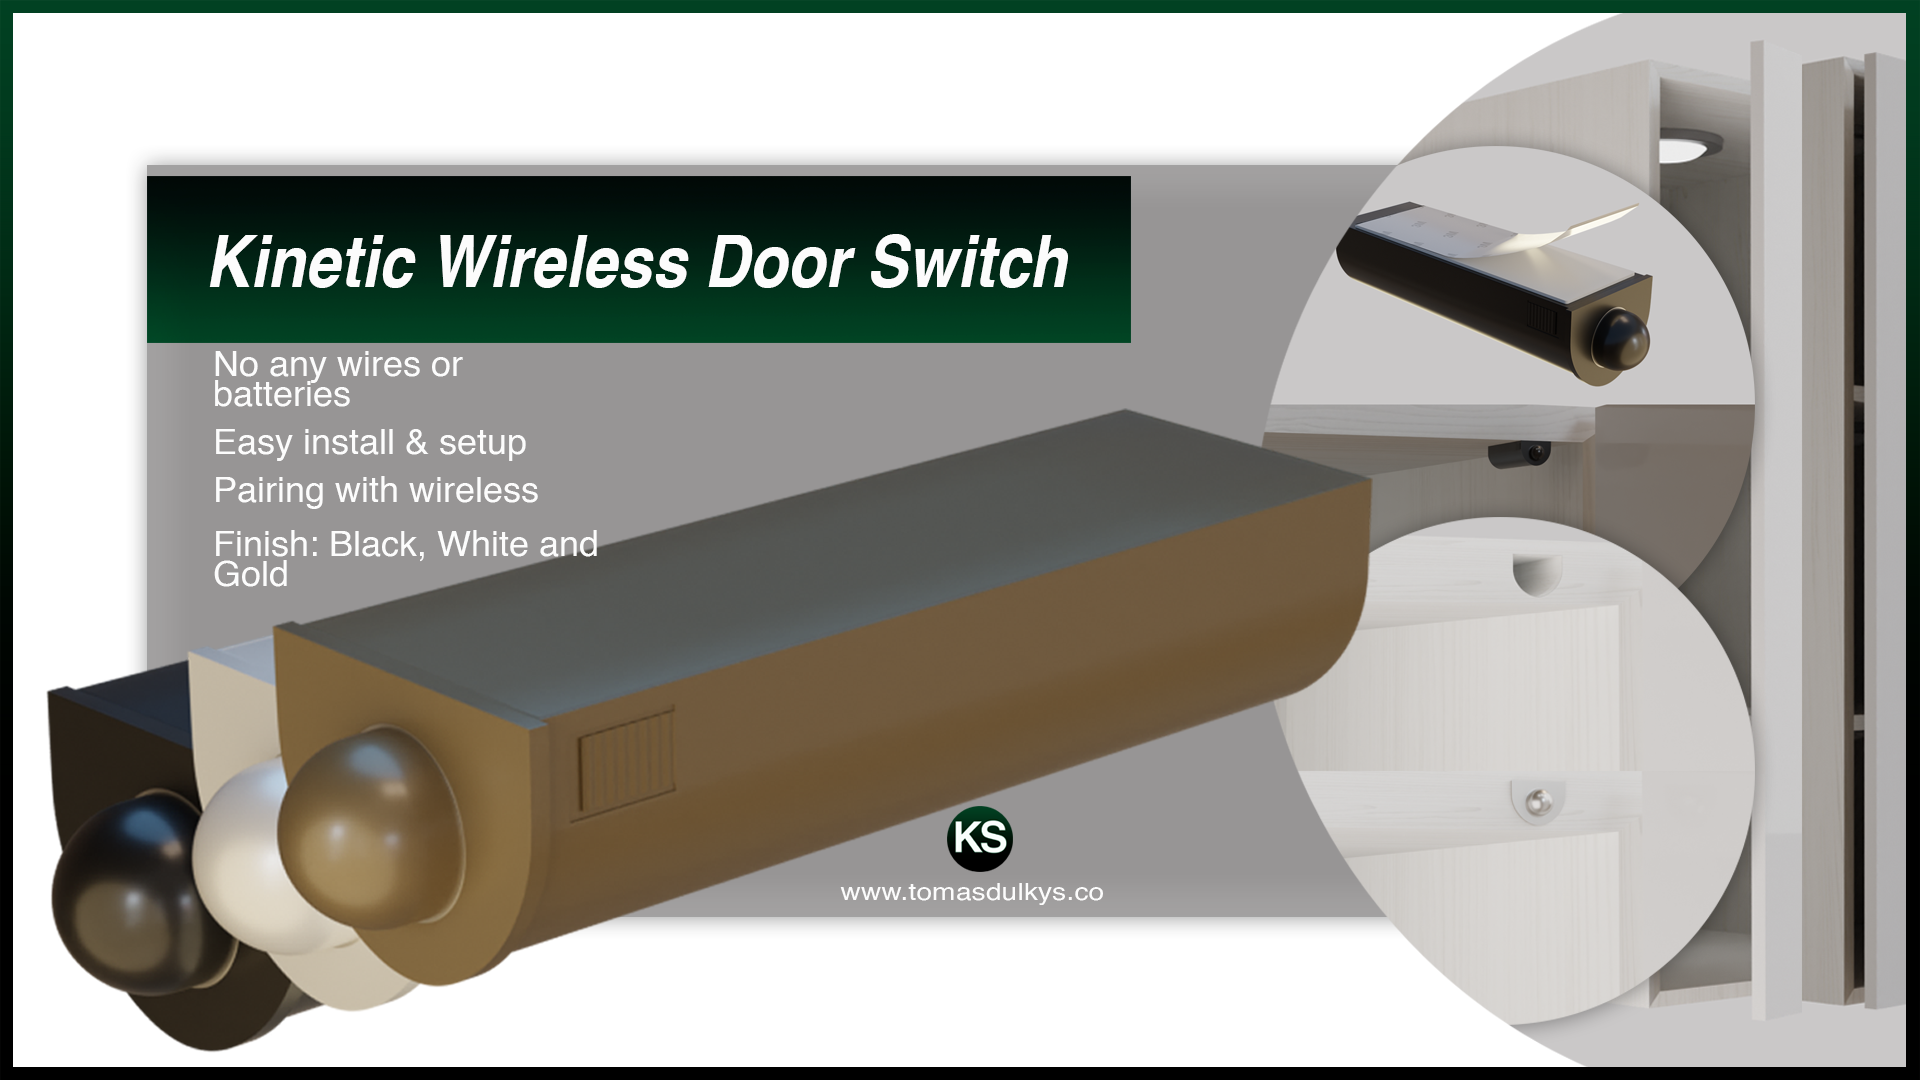 Kinetic Wireless Door Switch
No any wires or
batteries
Easy install & setup
Pairing with wireless
Finish: Black, White and
Gold
KS
www.tomasdulkys.co